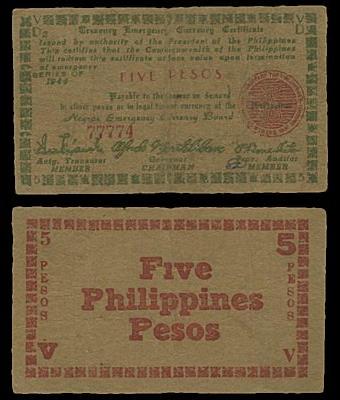 V Treasury Emergency Currency Certificate V
D2 Issued by authority of the President of the Philippines D
This certifies that the Commonwealth of the Philippines
will redeem this certificate at face value upon termination
of emergency
SERIES OF
1944
FIVE PESOS
Payable to the bearer on demand
in silver pesos or in legal tender currency of the Philippines
Negros Emergency Currency Board
77774
Actg. Treasurer Governor Auditor
MEMBER CHAIRMAN MEMBER
5 5
5 5
PESOS PESOS
Five
Philippines
Pesos
V V